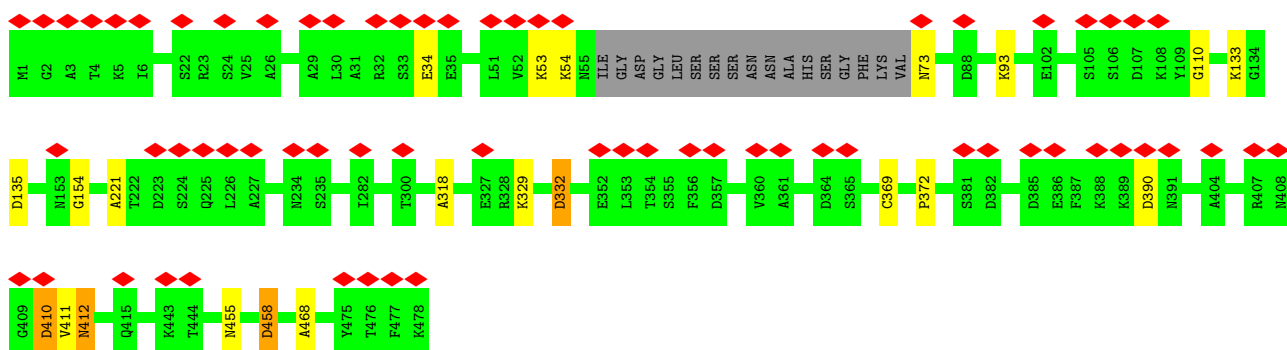 M1 G2 A3 T4 K5 I6 S22 R23 S24 V25 A26 A29 L30 A31 R32 S33 E34 E35 L51 V52 K53 K54 N55 ILE GLY ASP GLY LEU SER SER SER ASN ASN ALA HIS SER GLY PHE LYS VAL N73 D88 K93 E102 S105 S106 D107 K108 Y109 G110 K133 G134
D135 N153 G154 A221 T222 D223 S224 Q225 L226 A227 N234 S235 I282 T300 A318 E327 R328 K329 D332 E352 L353 T354 S355 F356 D357 V360 A361 D364 S365 C369 P372 S381 D382 D385 E386 F387 K388 K389 D390 N391 A404 R407 N408
G409 D410 V411 N412 Q415 K443 T444 N455 D458 A468 Y475 T476 F477 K478